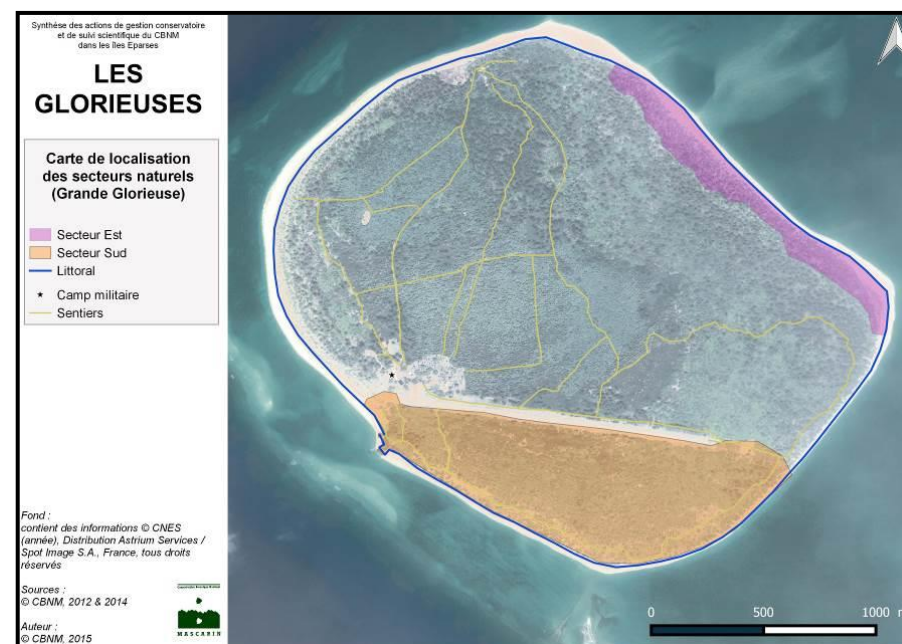 Synthèse des actions de gestion conservatoire
et de suivi scientifique du CBNM
dans les îles Eparses
LES
GLORIEUSES
Carte de localisation
des secteurs naturels
(Grande Glorieuse)
Secteur Est
Secteur Sud
Littoral
Camp militaire
Sentiers
Fond :
contient des informations © CNES
(année), Distribution Astrium Services /
Spot Image S.A., France, tous droits
réservés
Sources :
© CBNM, 2012 & 2014
Auteur :
© CBNM, 2015
MASCARIN
0 500 1000